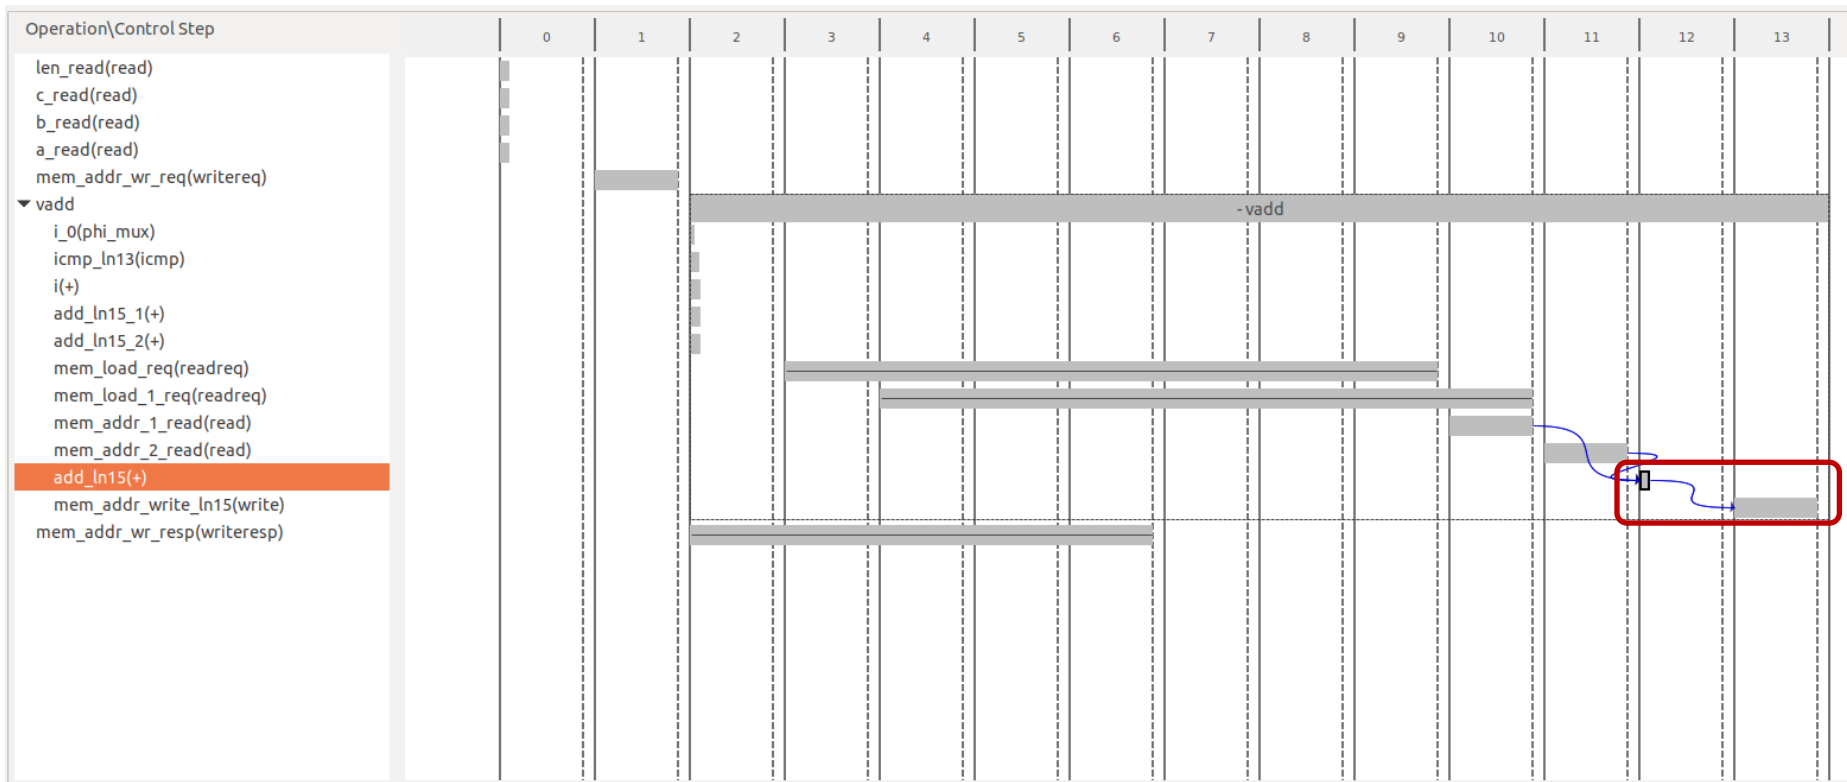 Operation\Control Step
0 1 2 3 4 5 6 7 8 9 10 11 12 13
len_read(read)
c_read(read)
b_read(read)
a_read(read)
mem_addr_wr_req(writereq)
vadd
-vadd
i_0(phi_mux)
icmp_ln13(icmp)
i(+)
add_ln15_1(+)
add_ln15_2(+)
mem_load_req(readreq)
mem_load_1_req(readreq)
mem_addr_1_read(read)
mem_addr_2_read(read)
add_ln15(+)
mem_addr_write_ln15(write)
mem_addr_wr_resp(writeresp)